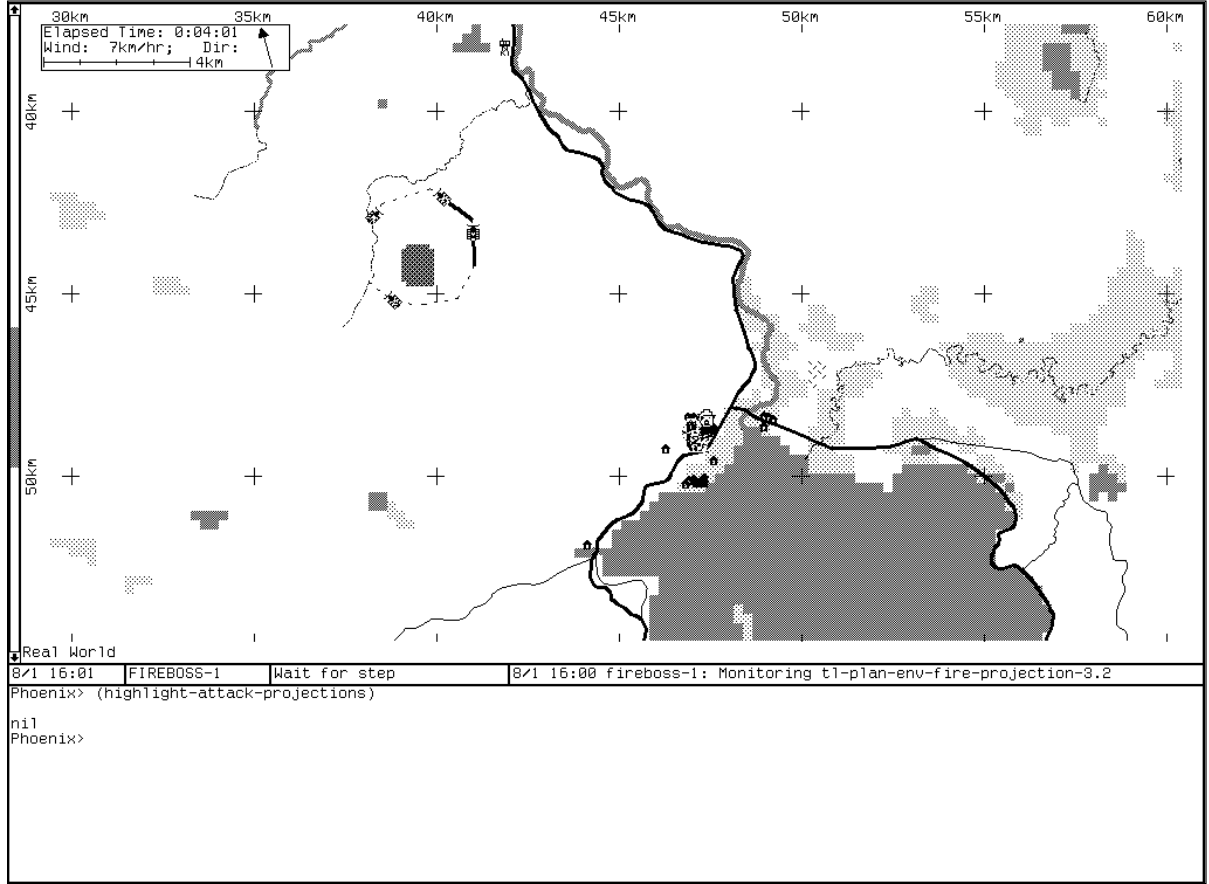 30km 35km 40km 45km 50km 55km 60km
Elapsed Time: 0:04:01
Wind: 7km/hr; Dir:
4km
40km
45km
50km
Real World
8/1 16:01 FIREBOSS-1 Wait for step 8/1 16:00 fireboss-1: Monitoring tl-plan-env-fire-projection-3.2
Phoenix> (highlight-attack-projections)
nil
Phoenix>